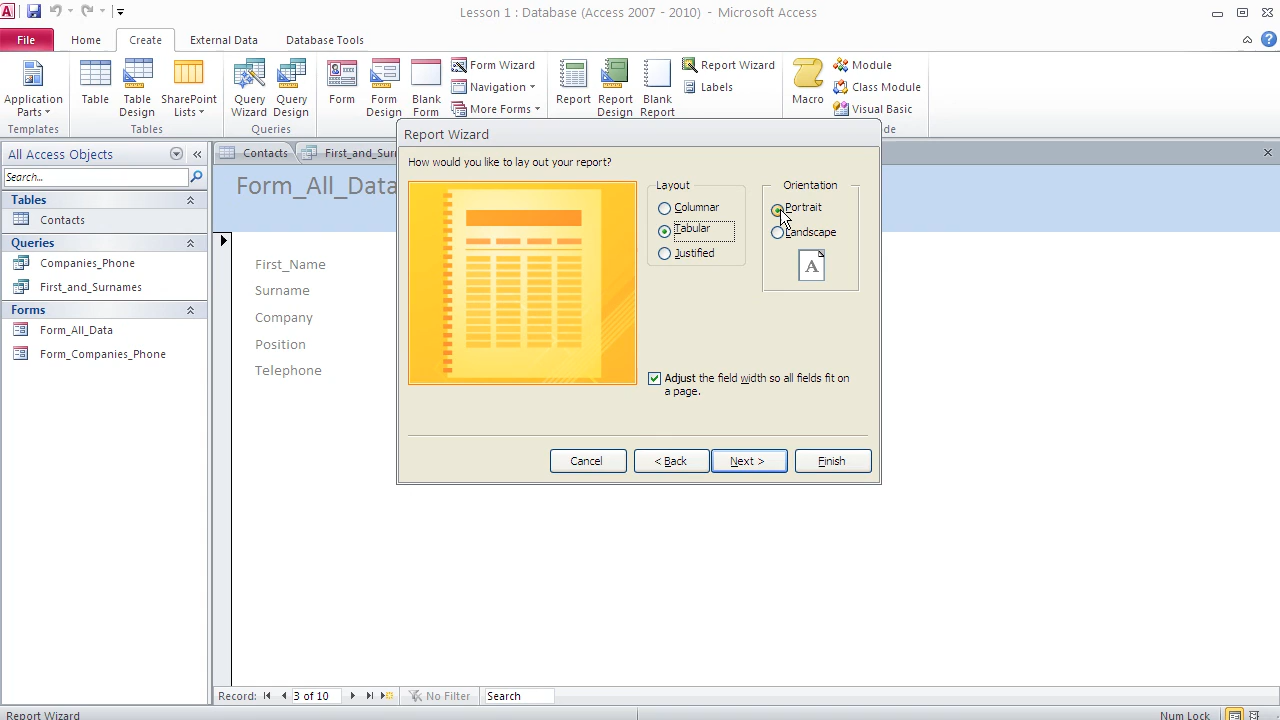 Lesson 1 : Database (Access 2007 - 2010) - Microsoft Access
File Home Create External Data Database Tools
Application Parts Table Table Design SharePoint Lists Query Wizard Query Design Form Form Design Blank Form Form Wizard Navigation More Forms Report Report Design Blank Report Report Wizard Labels Macro Module Class Module Visual Basic
Templates Tables Queries
All Access Objects
Search...
Tables
Contacts
Queries
Companies_Phone
First_and_Surnames
Forms
Form_All_Data
Form_Companies_Phone
Contacts
Form_All_Data
First_Name
Surname
Company
Position
Telephone
Report Wizard
How would you like to lay out your report?
Layout
Columnar
Tabular
Justified
Orientation
Portrait
Landscape
A
Adjust the field width so all fields fit on
a page.
Cancel < Back Next > Finish
Record: 3 of 10 No Filter Search
Report Wizard Num Lock